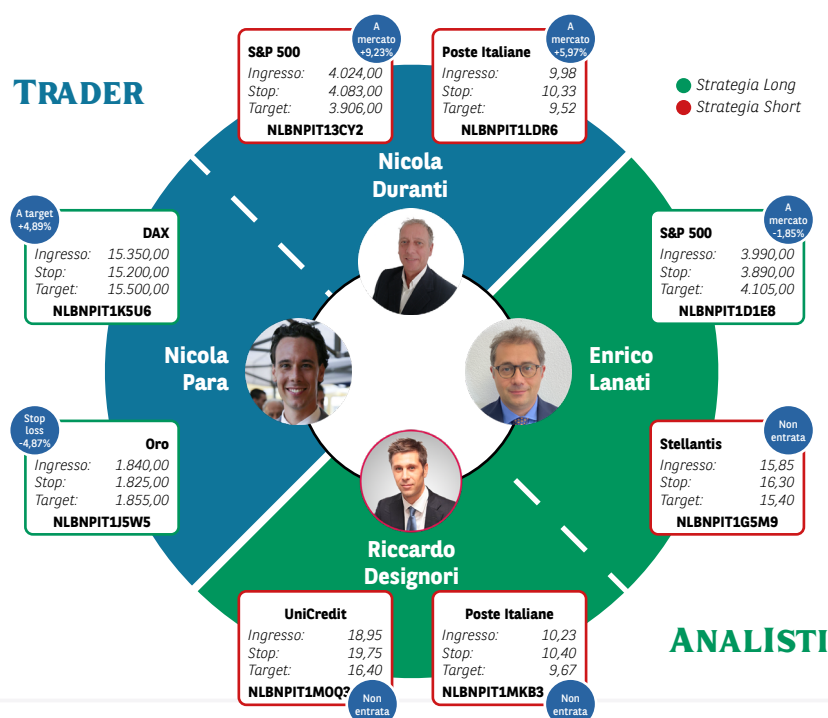 TRADER
A
mercato
+9,23%
S&P 500
Ingresso: 4.024,00
Stop: 4.083,00
Target: 3.906,00
NLBNPIT13CY2
A
mercato
+5,97%
Poste Italiane
Ingresso: 9,98
Stop: 10,33
Target: 9,52
NLBNPIT1LDR6
Strategia Long
Strategia Short
Nicola
Duranti
A target
+4,89%
DAX
Ingresso: 15.350,00
Stop: 15.200,00
Target: 15.500,00
NLBNPIT1K5U6
A
mercato
-1,85%
S&P 500
Ingresso: 3.990,00
Stop: 3.890,00
Target: 4.105,00
NLBNPIT1D1E8
Nicola
Para
Enrico
Lanati
Stop
loss
-4,87%
Oro
Ingresso: 1.840,00
Stop: 1.825,00
Target: 1.855,00
NLBNPIT1J5W5
Non
entrata
Stellantis
Ingresso: 15,85
Stop: 16,30
Target: 15,40
NLBNPIT1G5M9
Riccardo
Designori
UniCredit
Ingresso: 18,95
Stop: 19,75
Target: 16,40
NLBNPIT1MOQ3
Non
entrata
Poste Italiane
Ingresso: 10,23
Stop: 10,40
Target: 9,67
NLBNPIT1MKB3
Non
entrata
ANALISTI